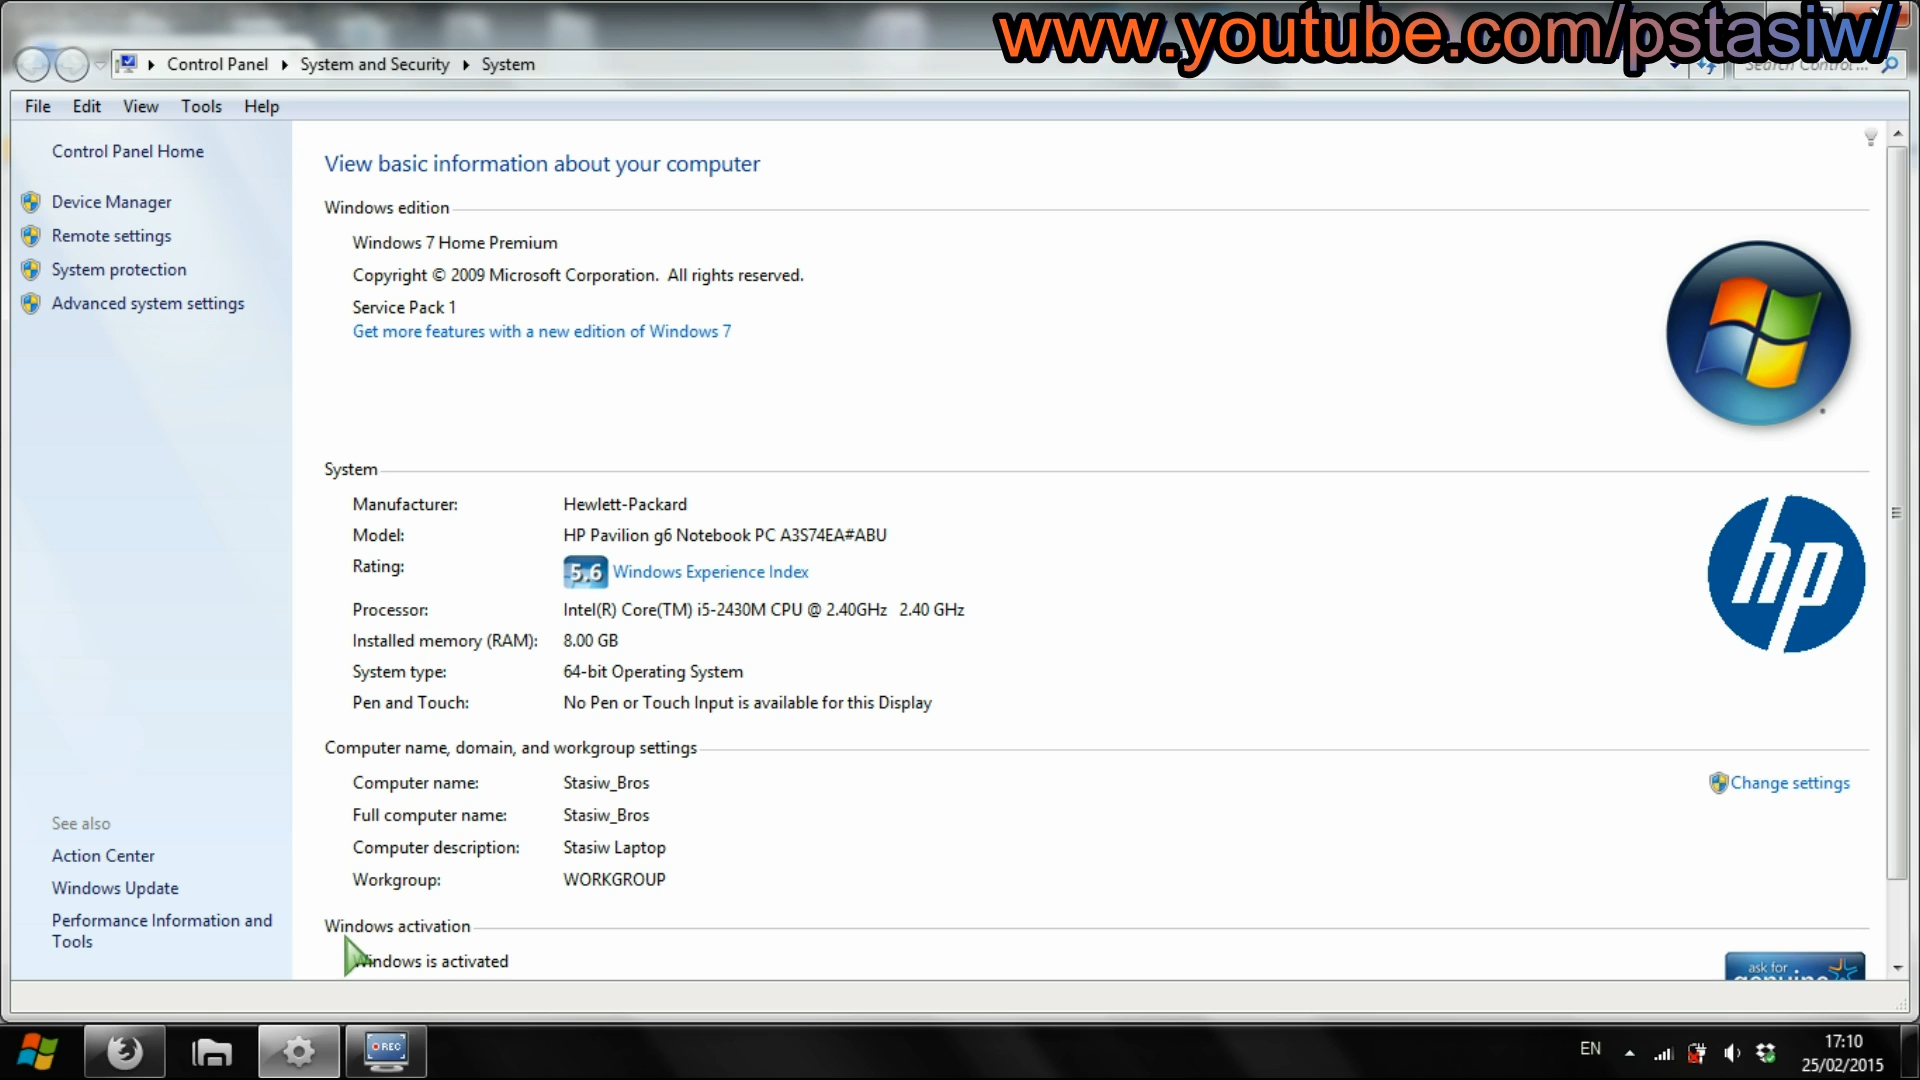 www.youtube.com/pstasiw/
Control Panel System and Security System
Search Control ...
File Edit View Tools Help
Control Panel Home
Device Manager
Remote settings
System protection
Advanced system settings
See also
Action Center
Windows Update
Performance Information and
Tools
View basic information about your computer
Windows edition
Windows 7 Home Premium
Copyright © 2009 Microsoft Corporation. All rights reserved.
Service Pack 1
Get more features with a new edition of Windows 7
System
Manufacturer: Hewlett-Packard
Model: HP Pavilion g6 Notebook PC A3S74EA#ABU
Rating: 5,6 Windows Experience Index
Processor: Intel(R) Core(TM) i5-2430M CPU @ 2.40GHz 2.40 GHz
Installed memory (RAM): 8.00 GB
System type: 64-bit Operating System
Pen and Touch: No Pen or Touch Input is available for this Display
hp
Computer name, domain, and workgroup settings
Computer name: Stasiw_Bros
Change settings
Full computer name: Stasiw_Bros
Computer description: Stasiw Laptop
Workgroup: WORKGROUP
Windows activation
Windows is activated
ask for
genuine
REC
EN
17:10
25/02/2015